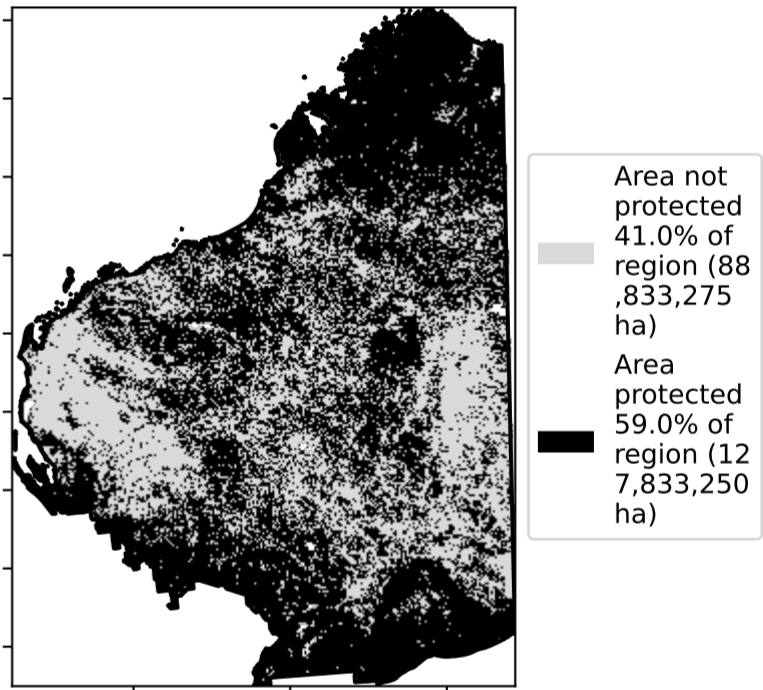 Area not
protected
41.0% of
region (88
,833,275
ha)
Area
protected
59.0% of
region (12
7,833,250
ha)